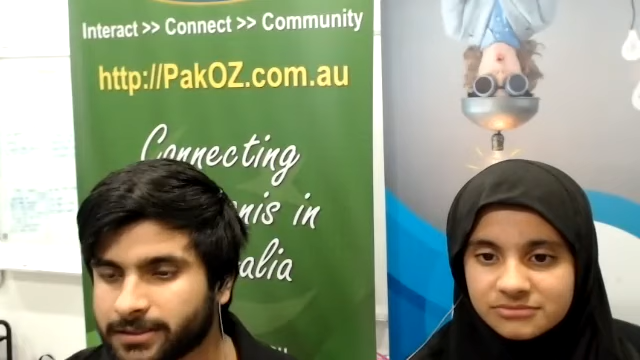 Interact >> Connect >> Community
http://PakOZ.com.au
Connecting
nis in
alia